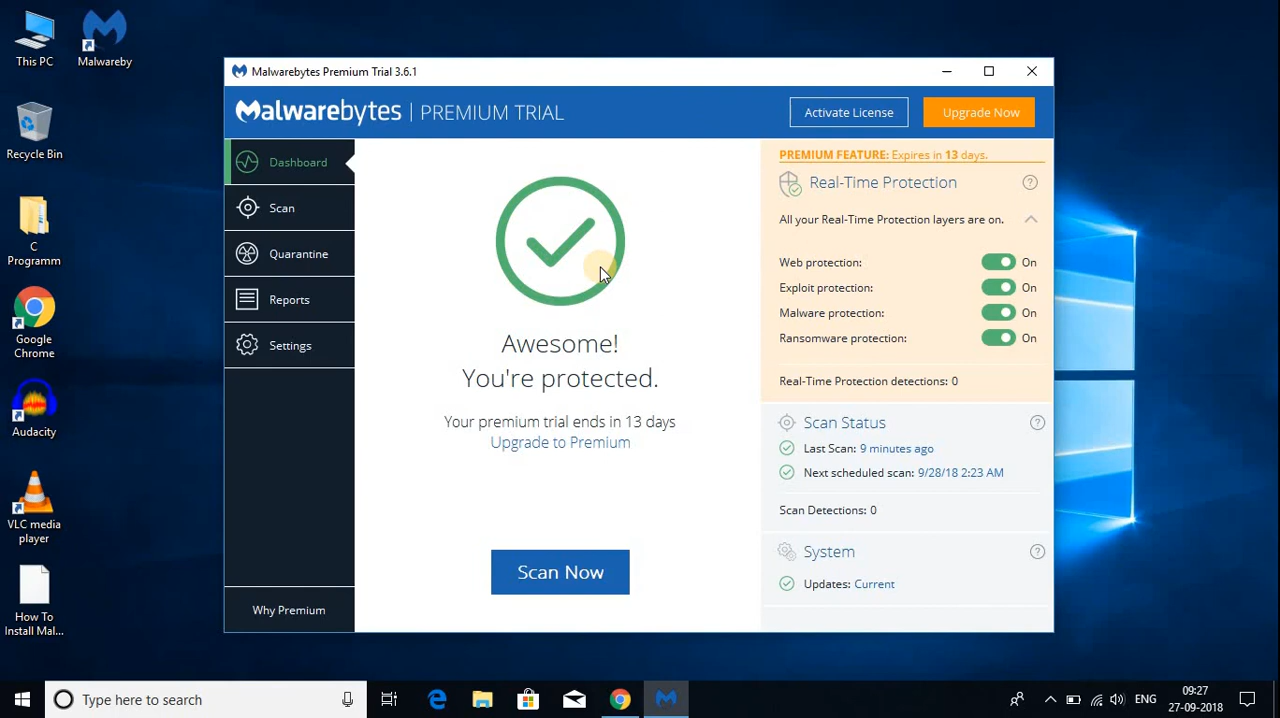 This PC
Malwareby
Recycle Bin
C
Programm
Google
Chrome
Audacity
VLC media
player
How To
Install Mal...
Malwarebytes Premium Trial 3.6.1
Malwarebytes | PREMIUM TRIAL
Activate License
Upgrade Now
Dashboard
Scan
Quarantine
Reports
Settings
Why Premium
Awesome!
You're protected.
Your premium trial ends in 13 days
Upgrade to Premium
Scan Now
PREMIUM FEATURE: Expires in 13 days.
Real-Time Protection ?
All your Real-Time Protection layers are on.
Web protection: On
Exploit protection: On
Malware protection: On
Ransomware protection: On
Real-Time Protection detections: 0
Scan Status ?
Last Scan: 9 minutes ago
Next scheduled scan: 9/28/18 2:23 AM
Scan Detections: 0
System ?
Updates: Current
Type here to search
ENG
09:27
27-09-2018